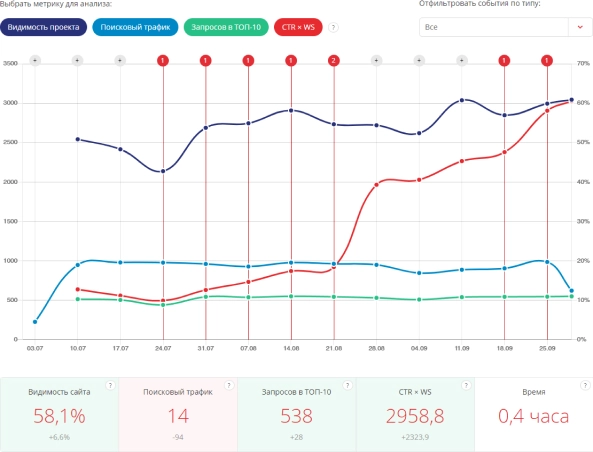 Выбрать метрику для анализа:
Отфильтровать события по типу:
Видимость проекта Поисковый трафик Запросов в ТОП-10 CTR × WS ?
Все
+ + + 1 1 1 1 2 + + + 1 1
3500 70%
3000 60%
2500 50%
2000 40%
1500 30%
1000 20%
500 10%
0 0%
03.07 10.07 17.07 24.07 31.07 07.08 14.08 21.08 28.08 04.09 11.09 18.09 25.09
Видимость сайта ? Поисковый трафик ? Запросов в ТОП-10 ? CTR × WS ? Время ?
58,1% 14 538 2958,8 0,4 часа
+6.6% -94 +28 +2323.9